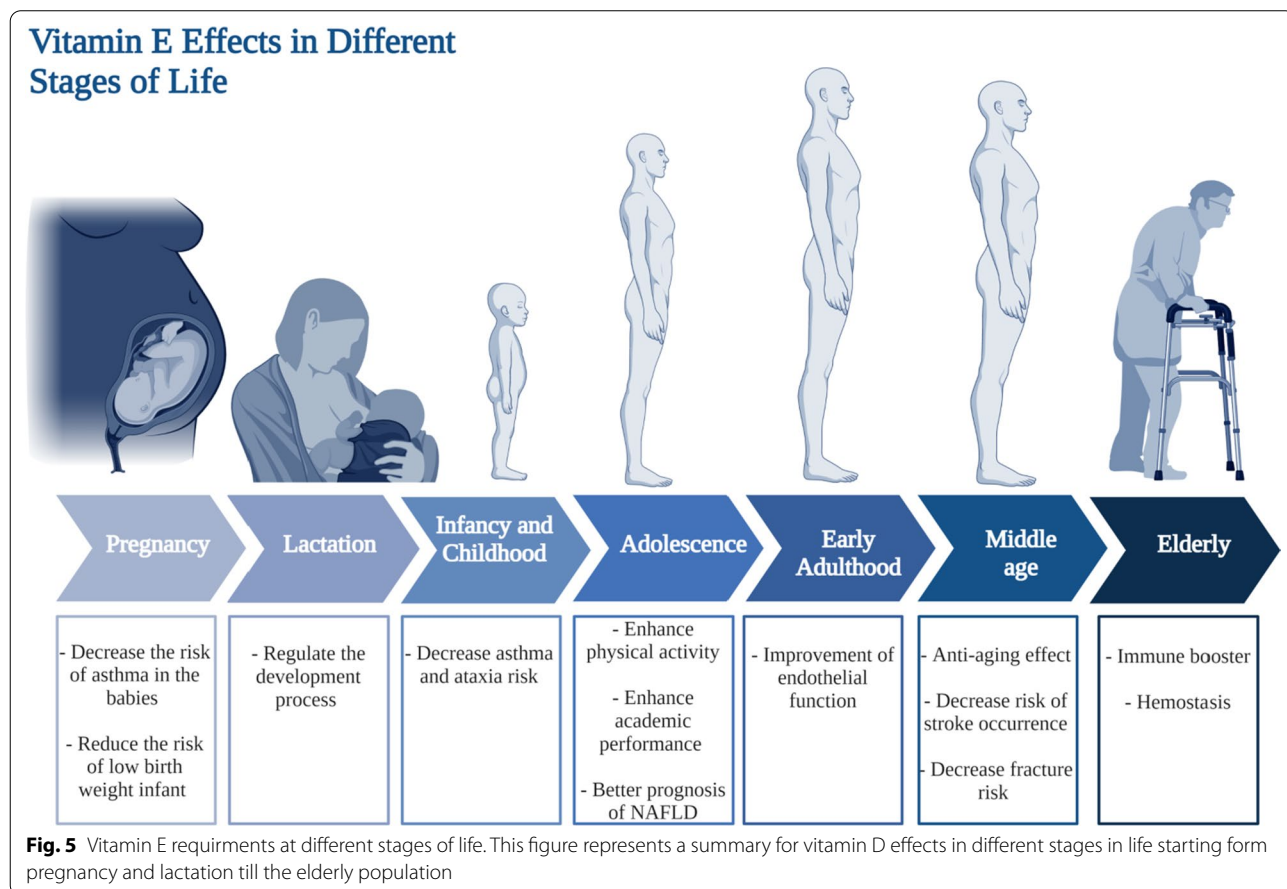 Vitamin E Effects in Different
Stages of Life
Pregnancy
Lactation
Infancy and
Childhood
Adolescence
Early
Adulthood
Middle
age
Elderly
- Decrease the risk
of asthma in the
babies
- Reduce the risk
of low birth
weight infant
- Regulate the
development
process
- Decrease asthma
and ataxia risk
- Enhance
physical activity
- Enhance
academic
performance
- Better prognosis
of NAFLD
- Improvement of
endothelial
function
- Anti-aging effect
- Decrease risk of
stroke occurrence
- Decrease fracture
risk
- Immune booster
- Hemostasis
Fig. 5 Vitamin E requirments at different stages of life. This figure represents a summary for vitamin D effects in different stages in life starting form
pregnancy and lactation till the elderly population